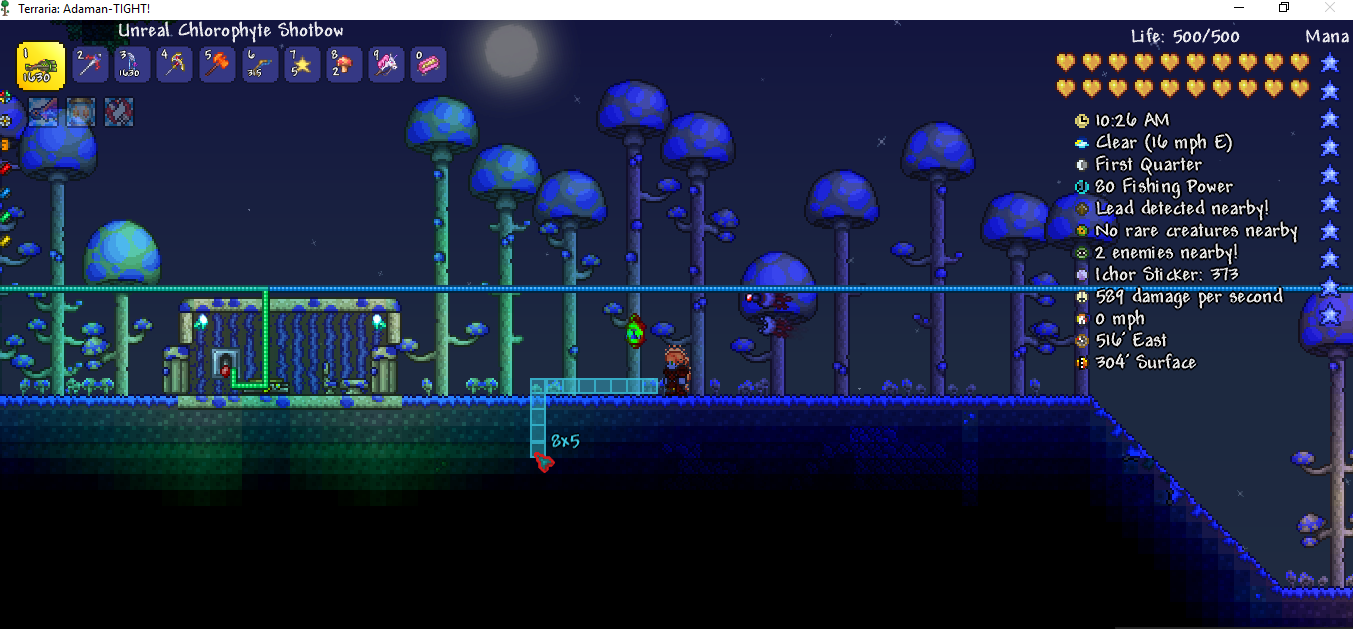 Terraria: Adaman-TIGHT!
Unreal Chlorophyte Shotbow
Life: 500/500
Mana
1 2 3 4 5 6 7 8 9 0
1630 1630 315 5 2
10:26 AM
Clear (16 mph E)
First Quarter
80 Fishing Power
Lead detected nearby!
No rare creatures nearby
2 enemies nearby!
Ichor Sticker: 373
589 damage per second
0 mph
516' East
304' Surface
8x5